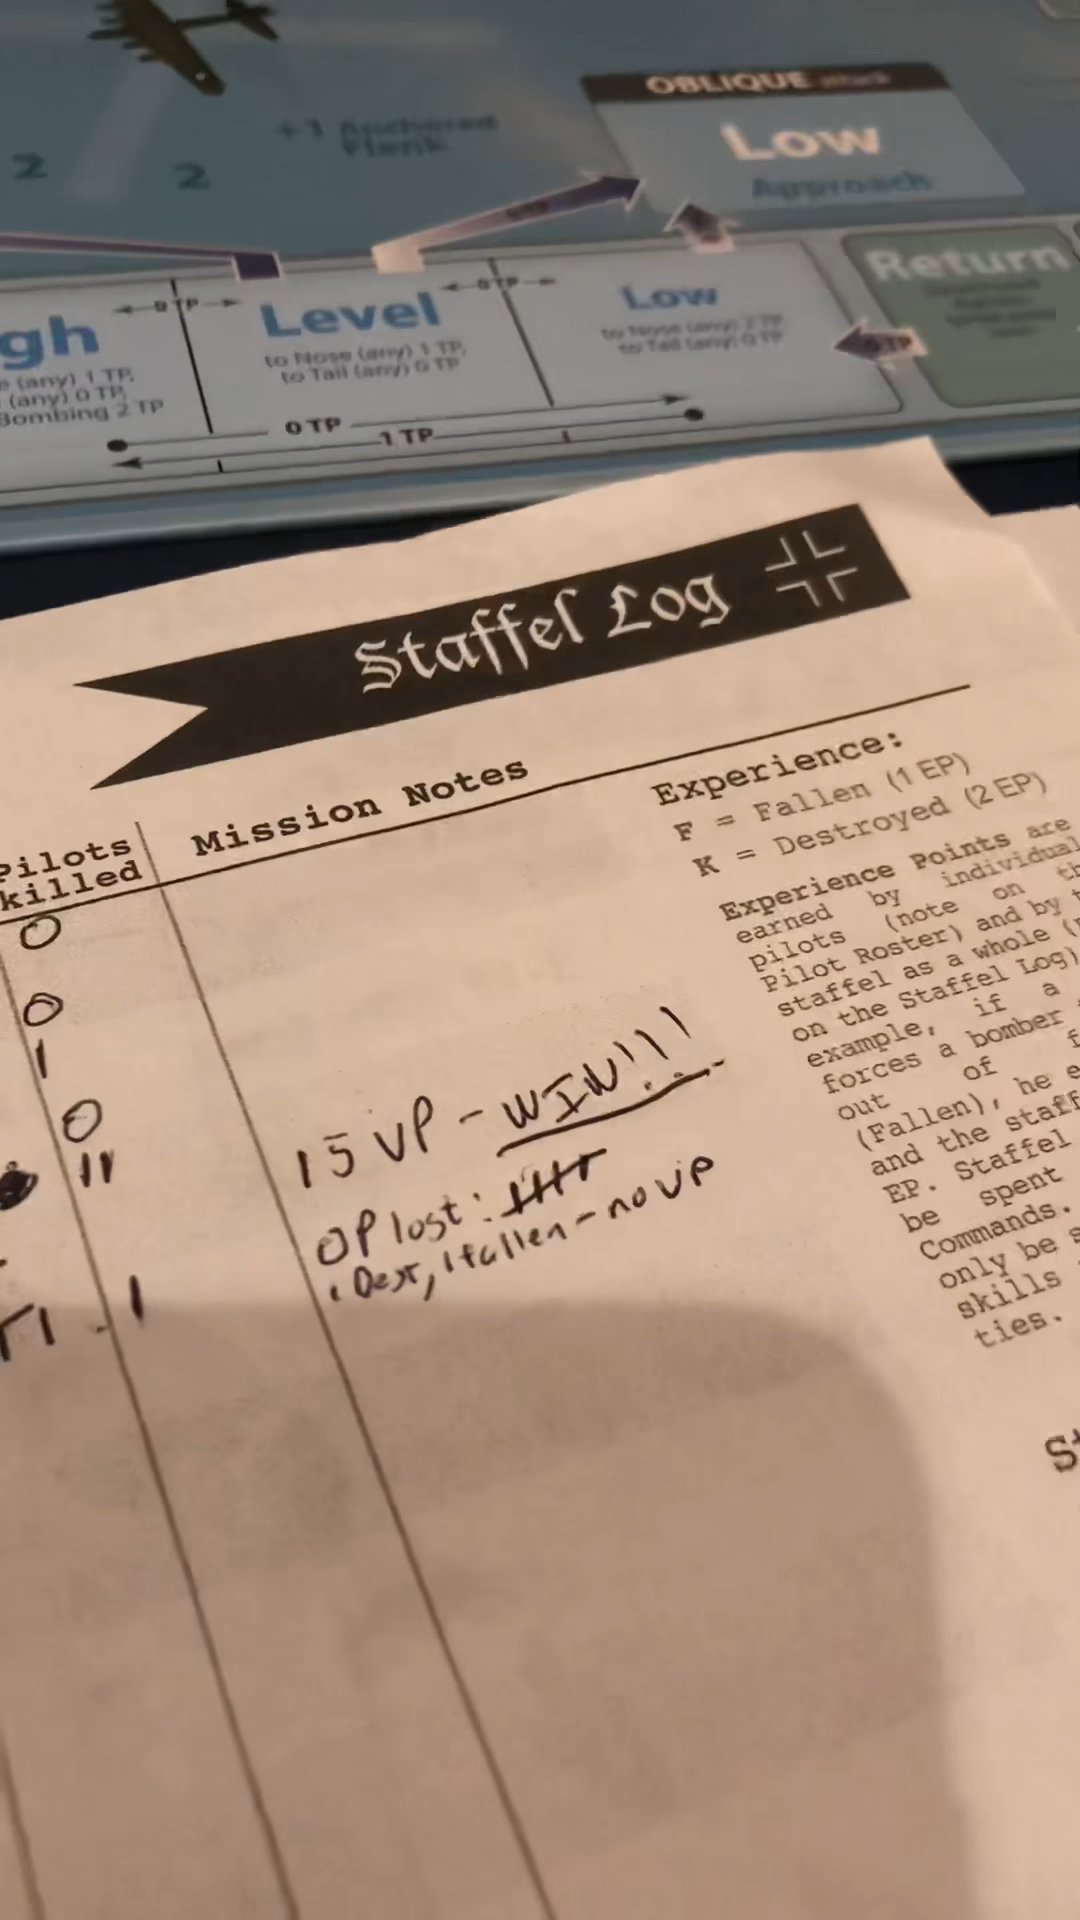 OBLIQUE attack
Low
Approach
+1 Anchored
Flank
2
2
Return
0 TP
0 TP
gh
Level
Low
to Nose (any) 1 TP,
to Tail (any) 0 TP
e (any) 1 TP,
(any) 0 TP,
Bombing 2 TP
to Nose (any) 2 TP
to Tail (any) 0 TP
0 TP
0 TP
1 TP
Staffel Log
Pilots
killed
Mission Notes
0
0
1
0
II
1
15 VP - WIN!!!
OP lost:
1 Dest, 1 fallen - no VP
Experience:
F = Fallen (1 EP)
K = Destroyed (2 EP)
Experience Points are
earned by individual
pilots (note on th
Pilot Roster) and by t
staffel as a whole (
on the Staffel Log)
example, if a
forces a bomber
out of f
(Fallen), he e
and the staff
EP. Staffel
be spent
Commands.
only be s
skills
ties.
St